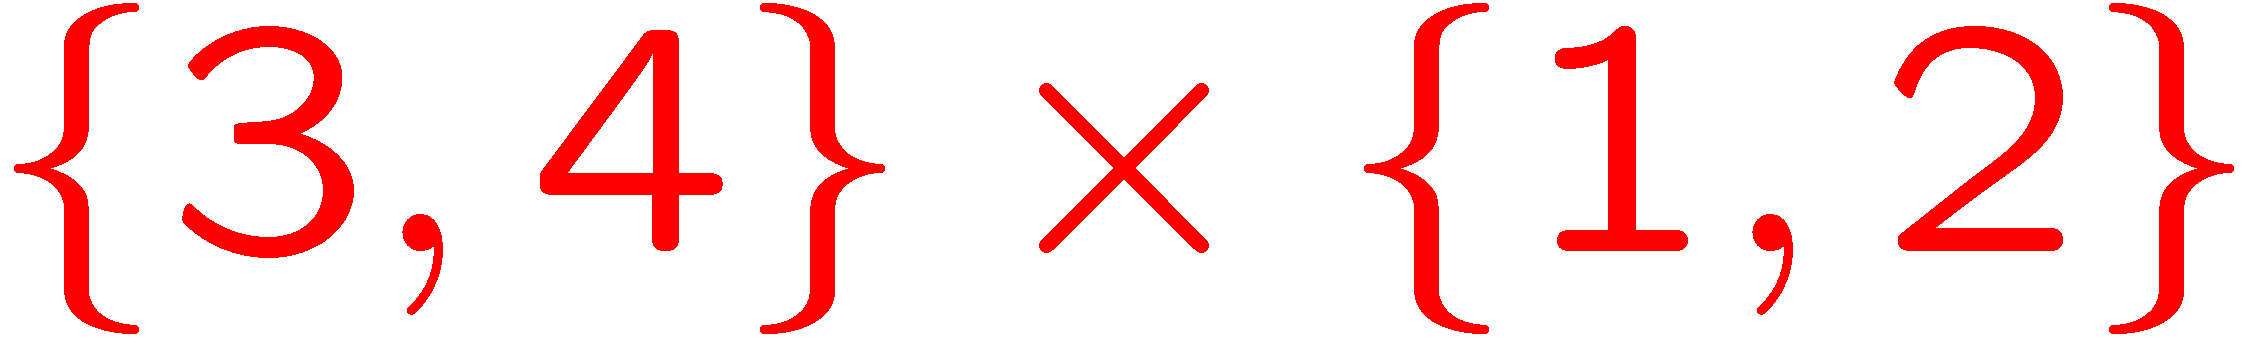 {3, 4} × {1, 2}